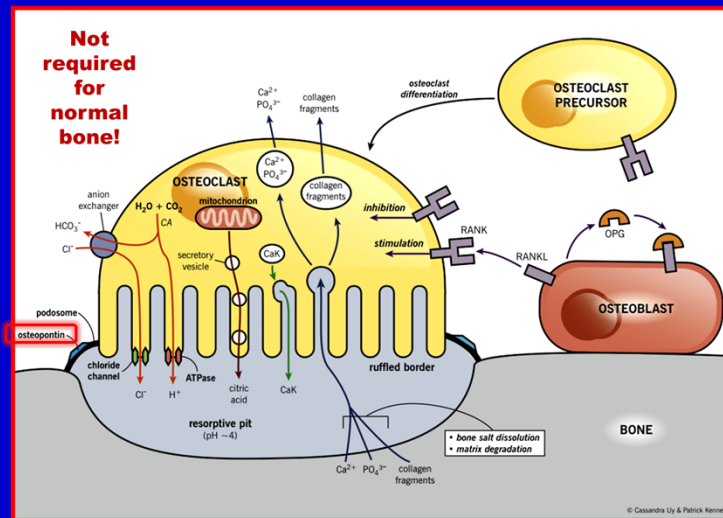 Not
required
for
normal
bone!
Ca²⁺
PO₄³⁻
collagen
fragments
osteoclast
differentiation
OSTEOCLAST
PRECURSOR
anion
exchanger
H₂O + CO₂
CA
HCO₃⁻
Cl⁻
OSTEOCLAST
mitochondrion
Ca²⁺
PO₄³⁻
collagen
fragments
inhibition
stimulation
RANK
RANKL
OPG
secretory
vesicle
CaK
OSTEOBLAST
podosome
osteopontin
chloride
channel
ATPase
ruffled border
Cl⁻
H⁺
citric
acid
CaK
resorptive pit
(pH ~4)
• bone salt dissolution
• matrix degradation
BONE
Ca²⁺
PO₄³⁻
collagen
fragments
© Cassandra Uy & Patrick Kenne